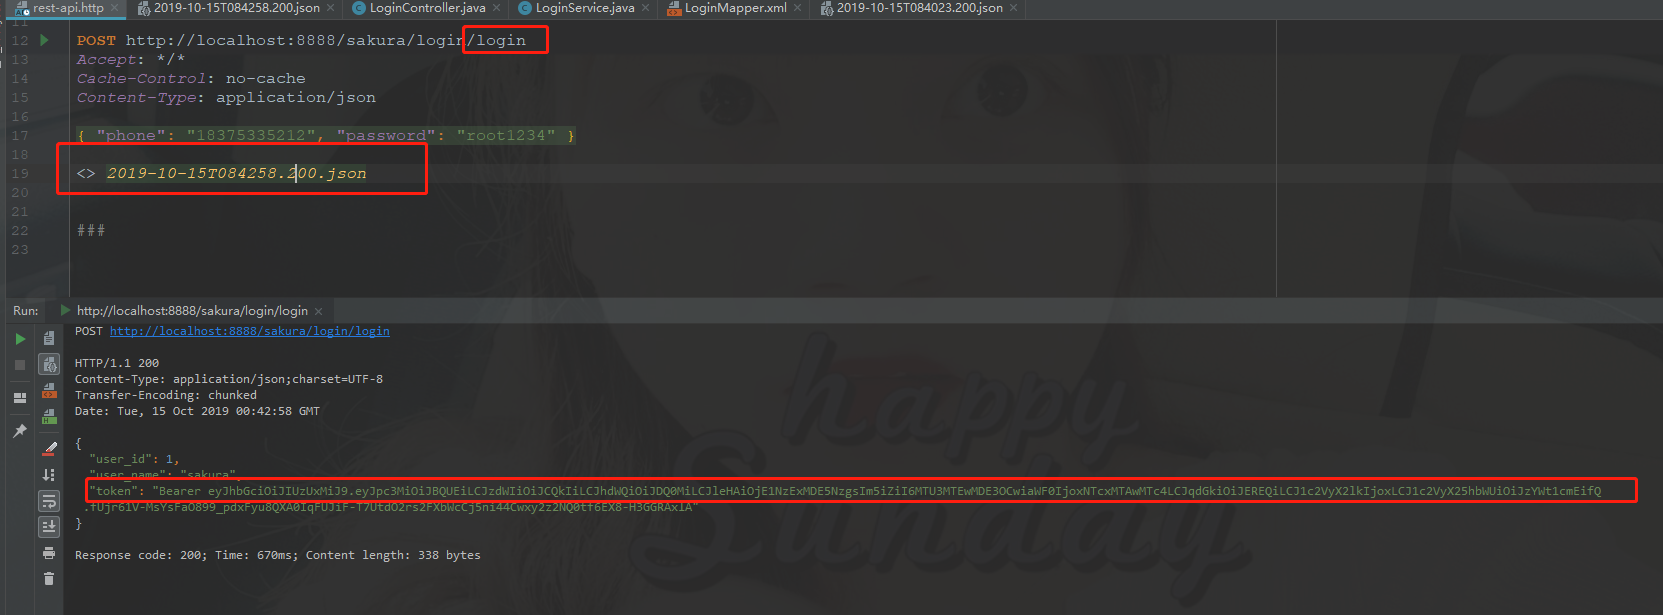 rest-api.http 2019-10-15T084258.200.json LoginController.java LoginService.java LoginMapper.xml 2019-10-15T084023.200.json
11
12 POST http://localhost:8888/sakura/login/login
13 Accept: */*
14 Cache-Control: no-cache
15 Content-Type: application/json
16
17 { "phone": "18375335212", "password": "root1234" }
18
19 <> 2019-10-15T084258.200.json
20
21
22 ###
23
Run: http://localhost:8888/sakura/login/login
POST http://localhost:8888/sakura/login/login
HTTP/1.1 200
Content-Type: application/json;charset=UTF-8
Transfer-Encoding: chunked
Date: Tue, 15 Oct 2019 00:42:58 GMT
{
"user_id": 1,
"user_name": "sakura",
"token": "Bearer eyJhbGciOiJIUzUxMiJ9.eyJpc3MiOiJBQUEiLCJzdWIiOiJCQkIiLCJhdWQiOiJDQ0MiLCJleHAiOjE1NzExMDE5NzgsIm5iZiI6MTU3MTEwMDE3OCwiaWF0IjoxNTcxMTAwMTc4LCJqdGkiOiJEREQiLCJ1c2VyX2lkIjoxLCJ1c2VyX25hbWUiOiJzYWt1cmEifQ
.fUjr61V-MsYsFaO899_pdxFyu8QXA0IqFUJiF-T7UtdO2rs2FXbWcCj5ni44Cwxy2z2NQ0tf6EX8-H3GGRAxlA"
}
Response code: 200; Time: 670ms; Content length: 338 bytes
happy
Sunday